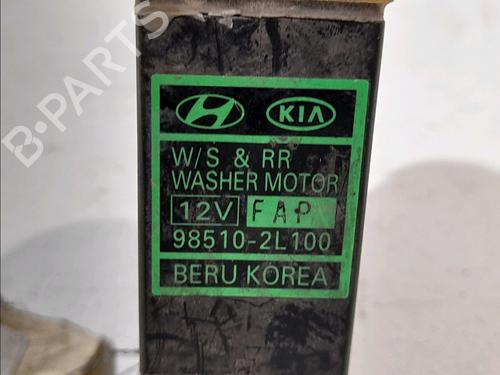 B-PARTS
KIA
W/S & RR
WASHER MOTOR
12V FAP
98510-2L100
BERU KOREA